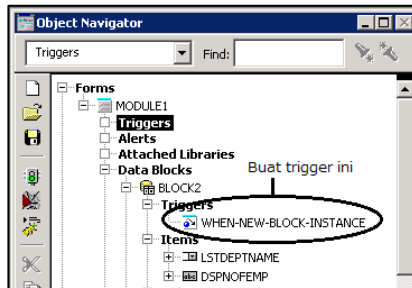 Object Navigator
Triggers
Find:
Forms
MODULE1
Triggers
Alerts
Attached Libraries
Data Blocks
Buat trigger ini
BLOCK2
Triggers
WHEN-NEW-BLOCK-INSTANCE
Items
LSTDEPTNAME
abc DSPNOFEMP